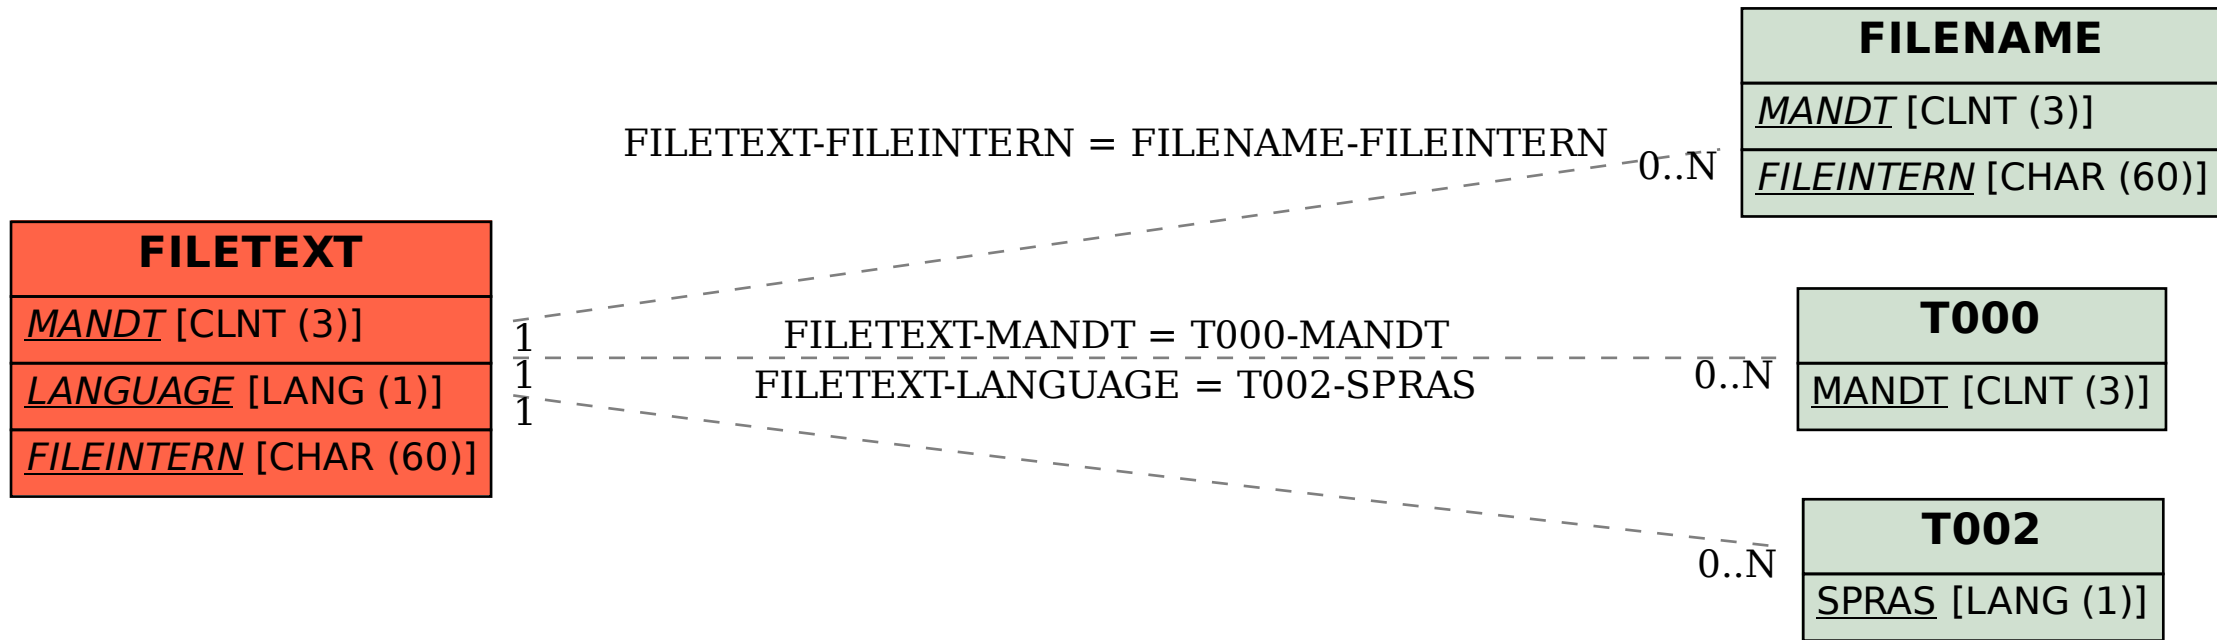 FILENAME
MANDT [CLNT (3)]
FILEINTERN [CHAR (60)]
FILETEXT-FILEINTERN = FILENAME-FILEINTERN
0..N
FILETEXT
MANDT [CLNT (3)]
LANGUAGE [LANG (1)]
FILEINTERN [CHAR (60)]
1
FILETEXT-MANDT = T000-MANDT
1
0..N
FILETEXT-LANGUAGE = T002-SPRAS
1
0..N
T000
MANDT [CLNT (3)]
T002
SPRAS [LANG (1)]